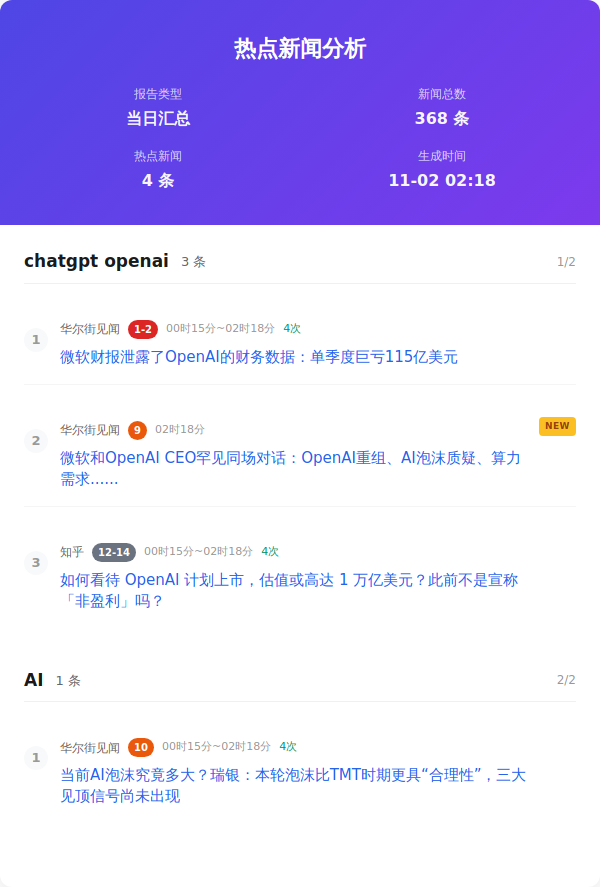 热点新闻分析
报告类型
新闻总数
当日汇总
368 条
热点新闻
生成时间
4 条
11-02 02:18
chatgpt openai 3 条 1/2
1
华尔街见闻 1-2 00时15分~02时18分 4次
微软财报泄露了OpenAI的财务数据：单季度巨亏115亿美元
2
华尔街见闻 9 02时18分 NEW
微软和OpenAI CEO罕见同场对话：OpenAI重组、AI泡沫质疑、算力
需求……
3
知乎 12-14 00时15分~02时18分 4次
如何看待 OpenAI 计划上市，估值或高达 1 万亿美元？此前不是宣称
「非盈利」吗？
AI 1 条 2/2
1
华尔街见闻 10 00时15分~02时18分 4次
当前AI泡沫究竟多大？瑞银：本轮泡沫比TMT时期更具“合理性”，三大
见顶信号尚未出现